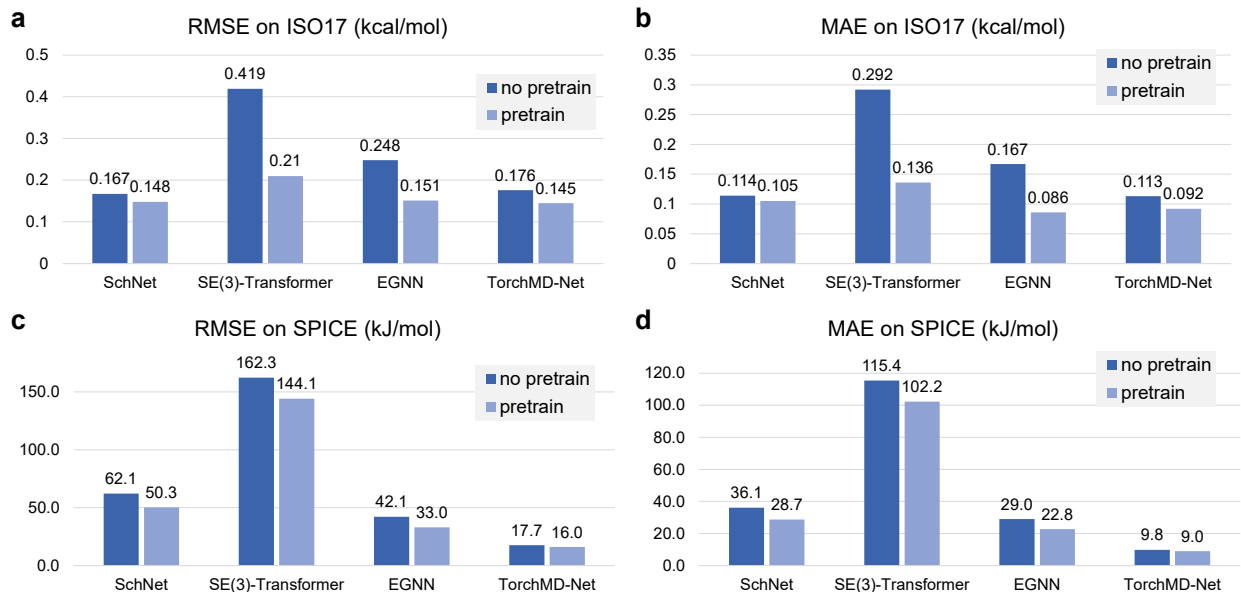 a
RMSE on ISO17 (kcal/mol)
0.5
0.4
0.3
0.2
0.1
0
0.167
0.148
0.419
0.21
0.248
0.151
0.176
0.145
no pretrain
pretrain
SchNet
SE(3)-Transformer
EGNN
TorchMD-Net
b
MAE on ISO17 (kcal/mol)
0.35
0.3
0.25
0.2
0.15
0.1
0.05
0
0.114
0.105
0.292
0.136
0.167
0.086
0.113
0.092
no pretrain
pretrain
SchNet
SE(3)-Transformer
EGNN
TorchMD-Net
c
RMSE on SPICE (kJ/mol)
150.0
100.0
50.0
0.0
62.1
50.3
162.3
144.1
42.1
33.0
17.7
16.0
no pretrain
pretrain
SchNet
SE(3)-Transformer
EGNN
TorchMD-Net
d
MAE on SPICE (kJ/mol)
120.0
100.0
80.0
60.0
40.0
20.0
0.0
36.1
28.7
115.4
102.2
29.0
22.8
9.8
9.0
no pretrain
pretrain
SchNet
SE(3)-Transformer
EGNN
TorchMD-Net